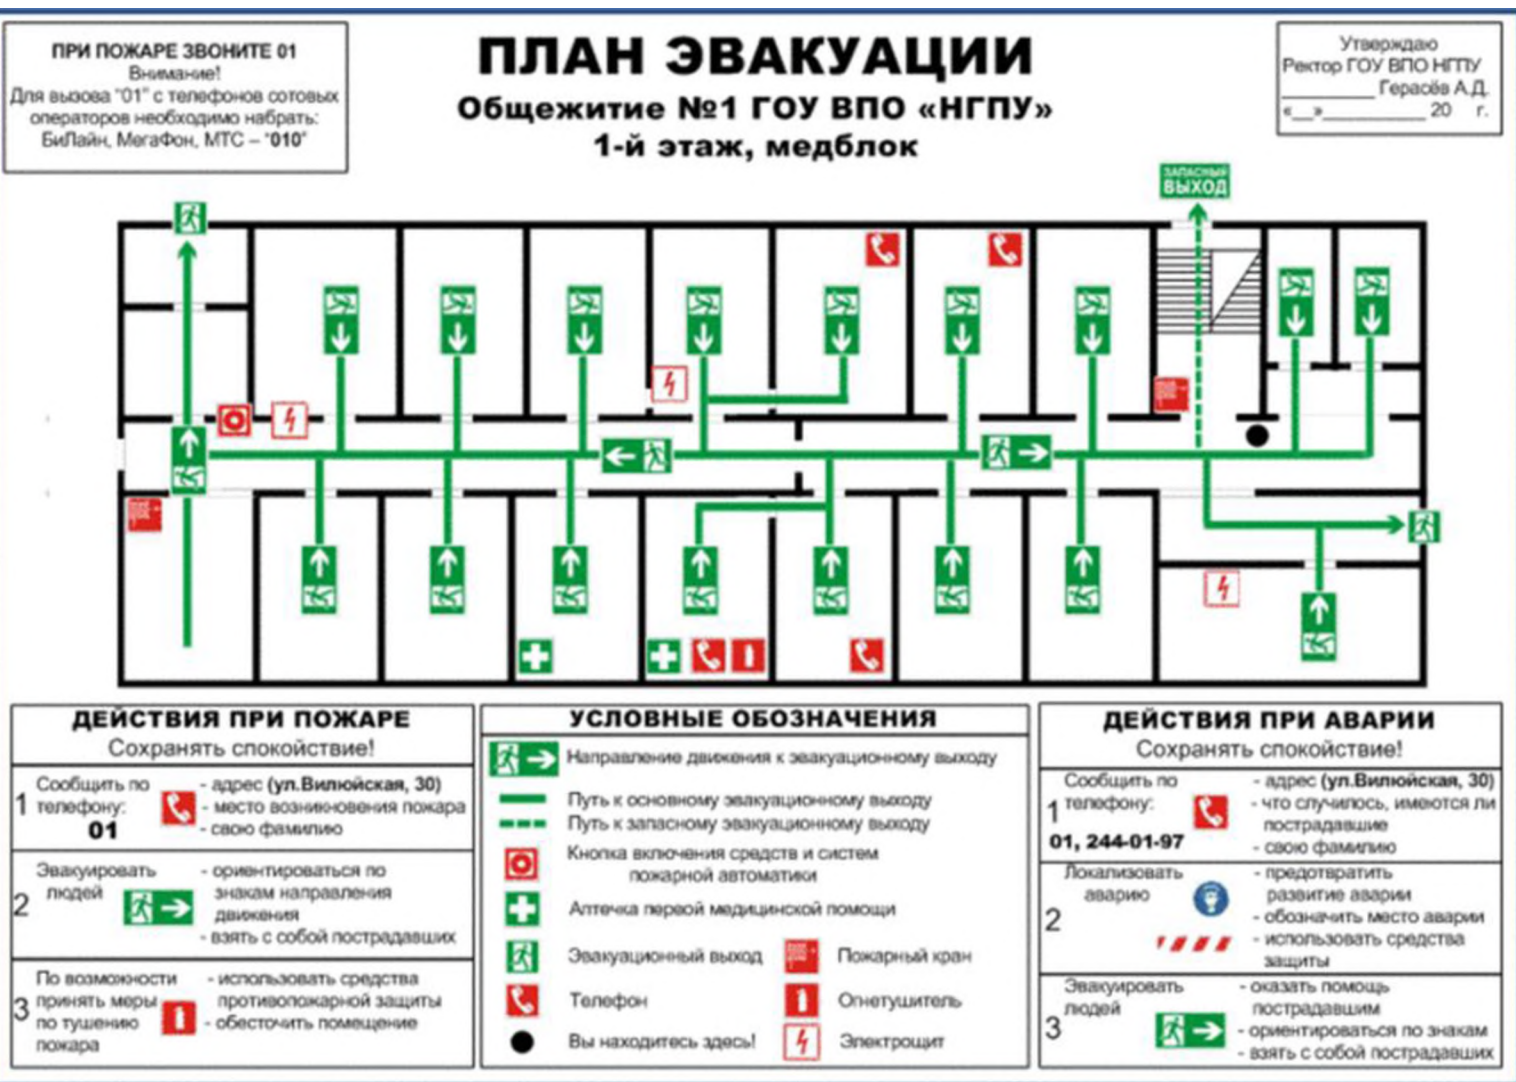 ПРИ ПОЖАРЕ ЗВОНИТЕ 01
Внимание!
Для вызова "01" с телефонов сотовых
операторов необходимо набрать:
БиЛайн, МегаФон, МТС – "010"
ПЛАН ЭВАКУАЦИИ
Общежитие №1 ГОУ ВПО «НГПУ»
1-й этаж, медблок
Утверждаю
Ректор ГОУ ВПО НГПУ
__________ Герасёв А.Д.
«__»___________ 20 г.
ЗАПАСНЫЙ
ВЫХОД
ДЕЙСТВИЯ ПРИ ПОЖАРЕ
Сохранять спокойствие!
1 Сообщить по
телефону:
01
- адрес (ул.Вилюйская, 30)
- место возникновения пожара
- свою фамилию
2 Эвакуировать
людей
- ориентироваться по
знакам направления
движения
- взять с собой пострадавших
3 По возможности
принять меры
по тушению
пожара
- использовать средства
противопожарной защиты
- обесточить помещение
УСЛОВНЫЕ ОБОЗНАЧЕНИЯ
Направление движения к эвакуационному выходу
Путь к основному эвакуационному выходу
Путь к запасному эвакуационному выходу
Кнопка включения средств и систем
пожарной автоматики
Аптечка первой медицинской помощи
Эвакуационный выход
Пожарный кран
Телефон
Огнетушитель
Вы находитесь здесь!
Электрощит
ДЕЙСТВИЯ ПРИ АВАРИИ
Сохранять спокойствие!
1 Сообщить по
телефону:
01, 244-01-97
- адрес (ул.Вилюйская, 30)
- что случилось, имеются ли
пострадавшие
- свою фамилию
2 Локализовать
аварию
- предотвратить
развитие аварии
- обозначить место аварии
- использовать средства
защиты
3 Эвакуировать
людей
- оказать помощь
пострадавшим
- ориентироваться по знакам
- взять с собой пострадавших